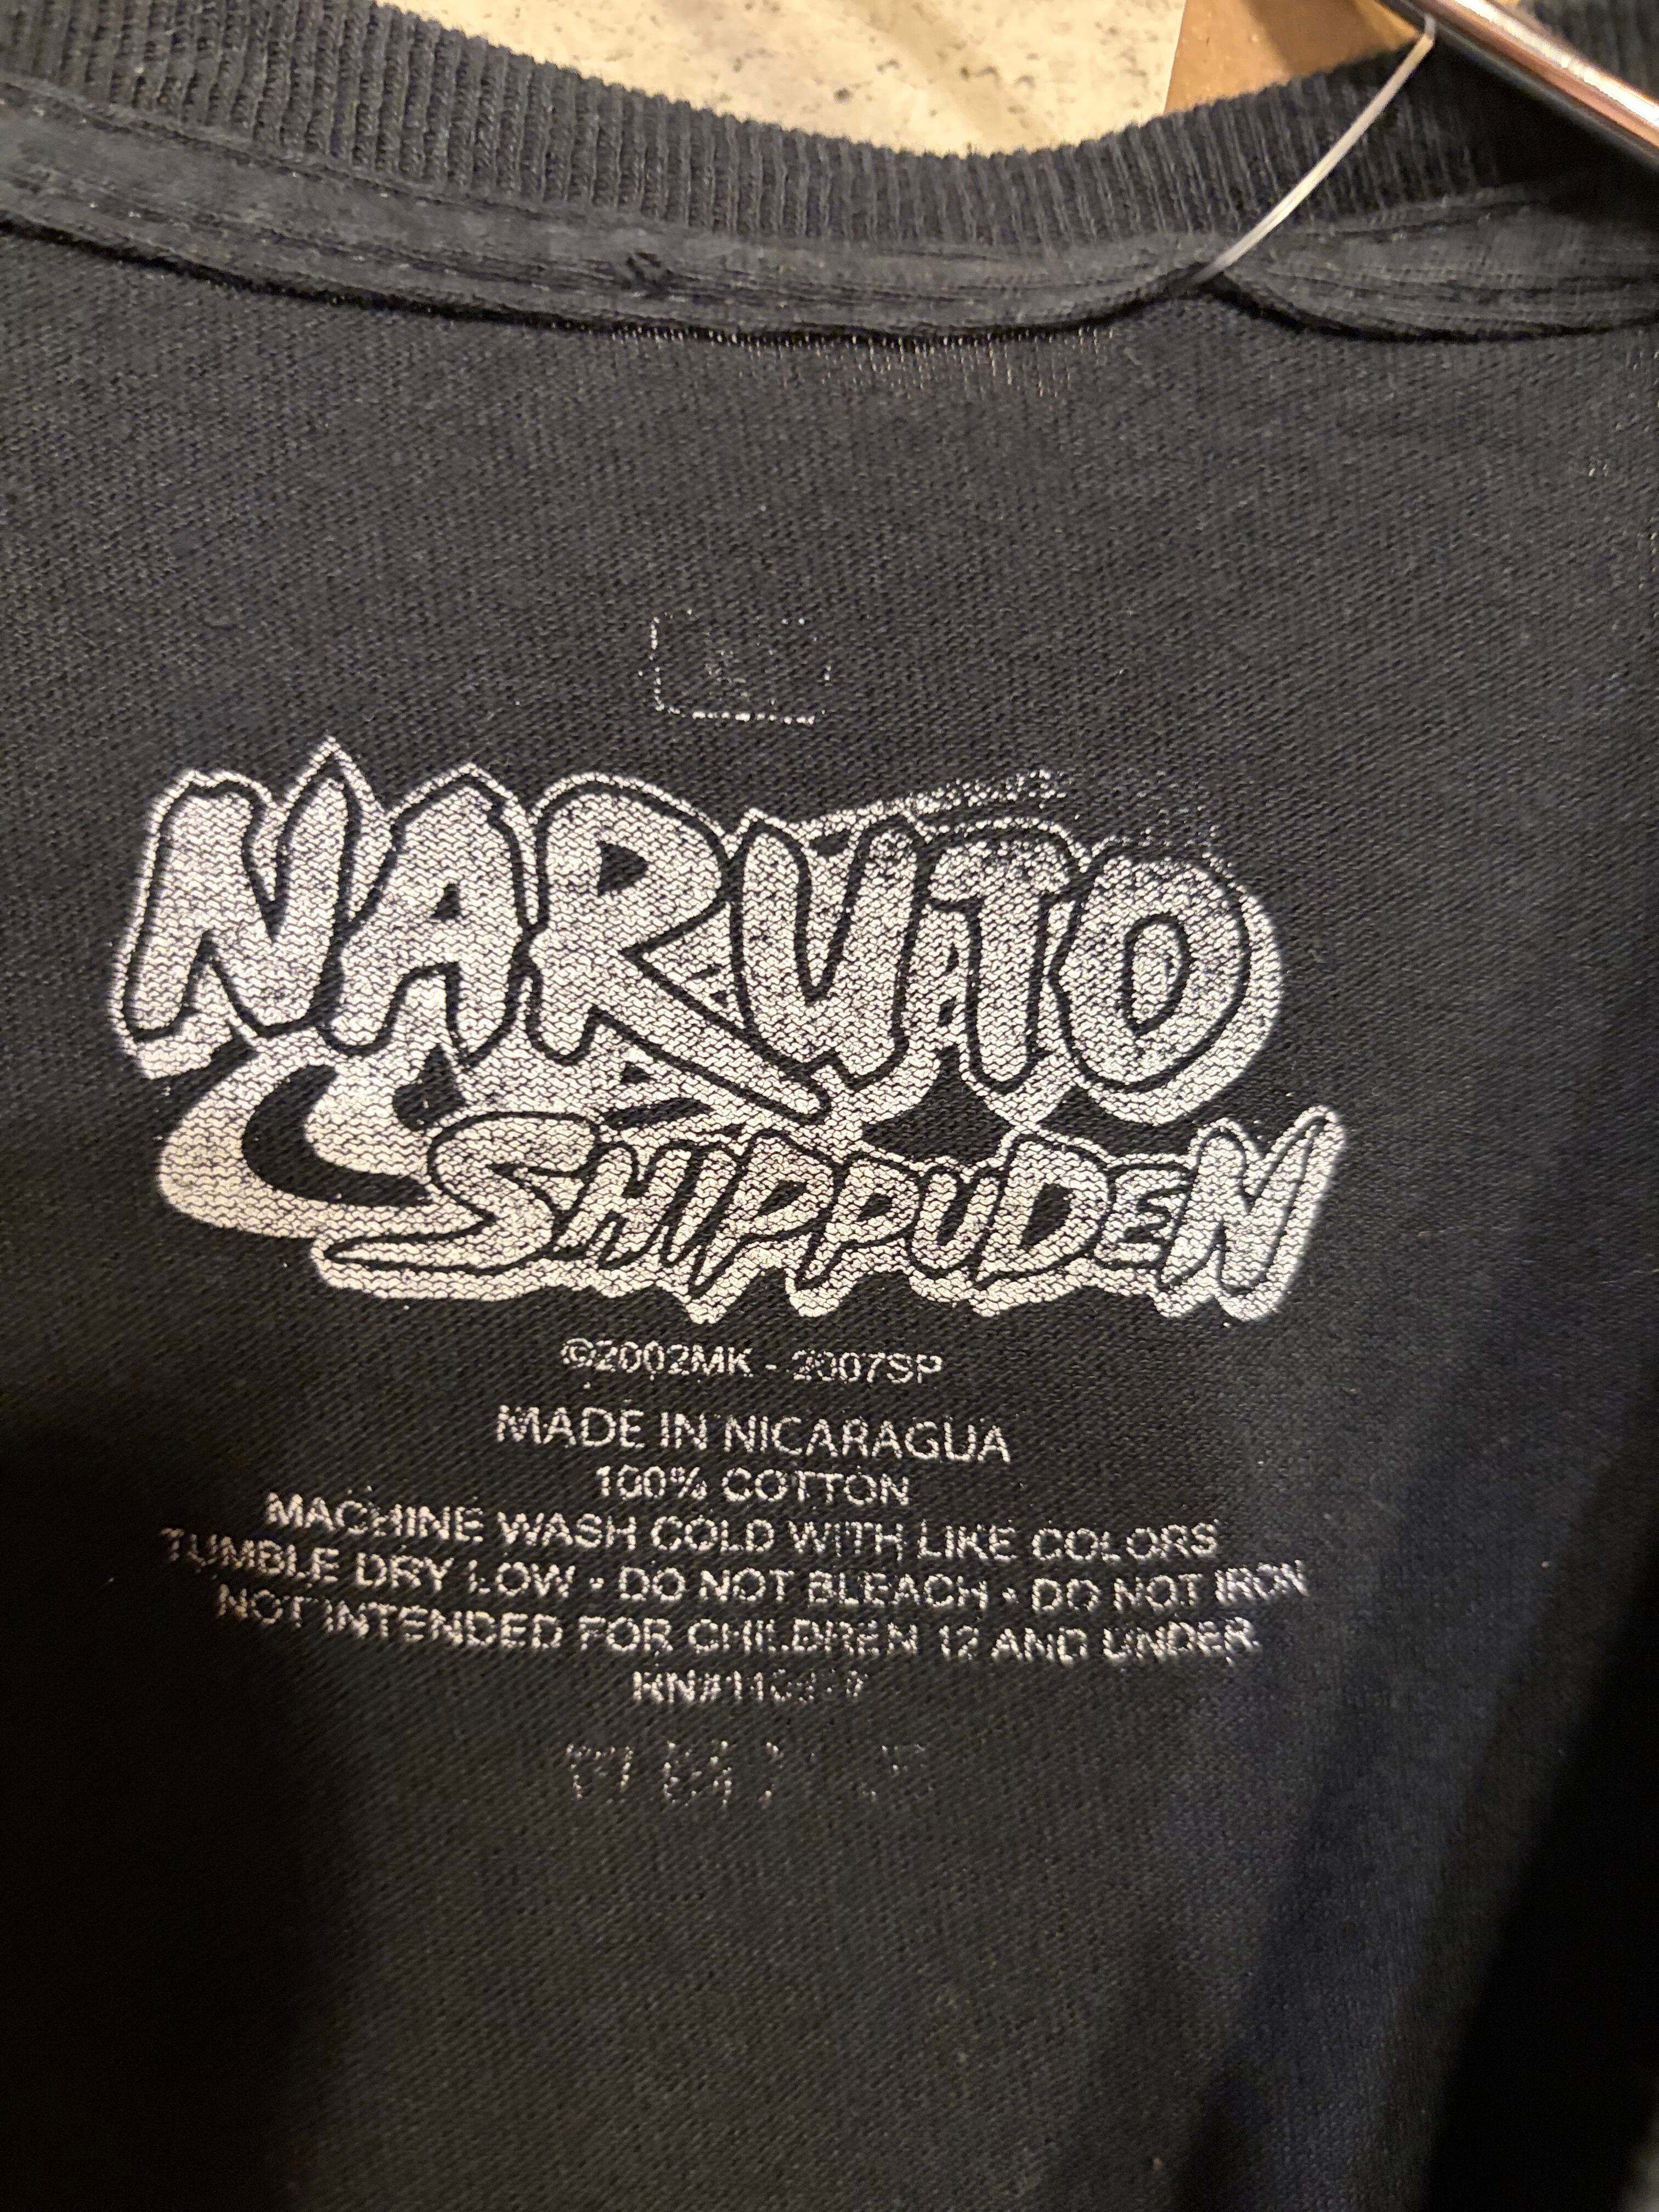 NARUTO
SHIPPUDEN
©2002MK - 2007SP
MADE IN NICARAGUA
100% COTTON
MACHINE WASH COLD WITH LIKE COLORS
TUMBLE DRY LOW • DO NOT BLEACH • DO NOT IRON
NOT INTENDED FOR CHILDREN 12 AND UNDER.